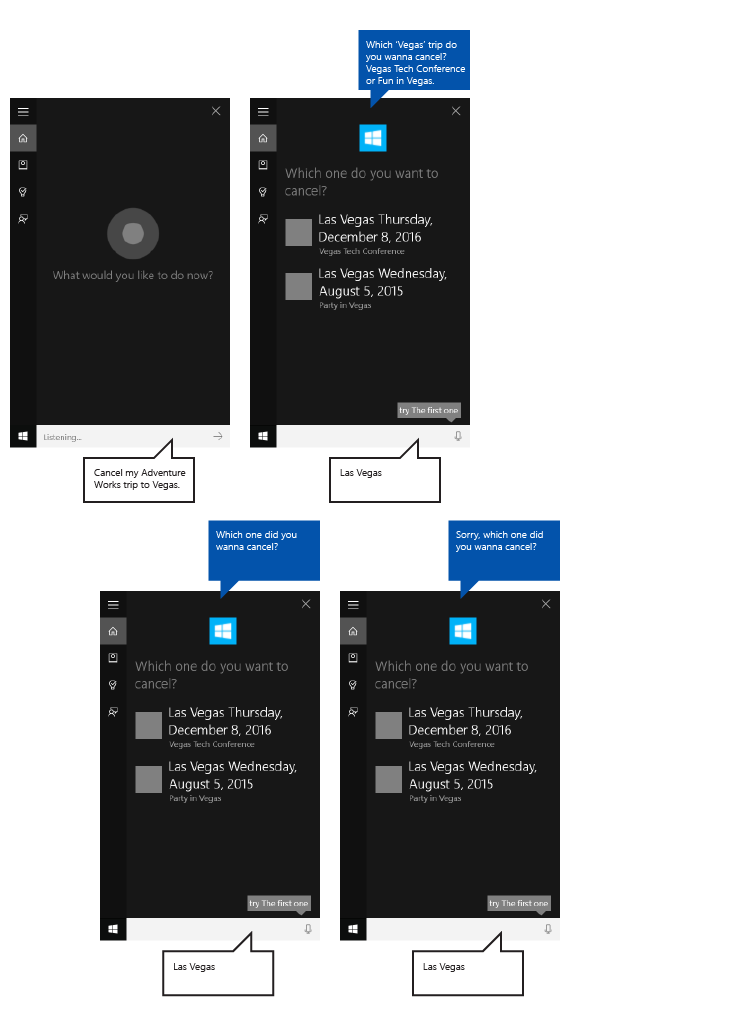 Which 'Vegas' trip do
you wanna cancel?
Vegas Tech Conference
or Fun in Vegas.
What would you like to do now?
Listening...
Cancel my Adventure
Works trip to Vegas.
Which one do you want to
cancel?
Las Vegas Thursday,
December 8, 2016
Vegas Tech Conference
Las Vegas Wednesday,
August 5, 2015
Party in Vegas
try The first one
Las Vegas
Which one did you
wanna cancel?
Which one do you want to
cancel?
Las Vegas Thursday,
December 8, 2016
Vegas Tech Conference
Las Vegas Wednesday,
August 5, 2015
Party in Vegas
try The first one
Las Vegas
Sorry, which one did
you wanna cancel?
Which one do you want to
cancel?
Las Vegas Thursday,
December 8, 2016
Vegas Tech Conference
Las Vegas Wednesday,
August 5, 2015
Party in Vegas
try The first one
Las Vegas